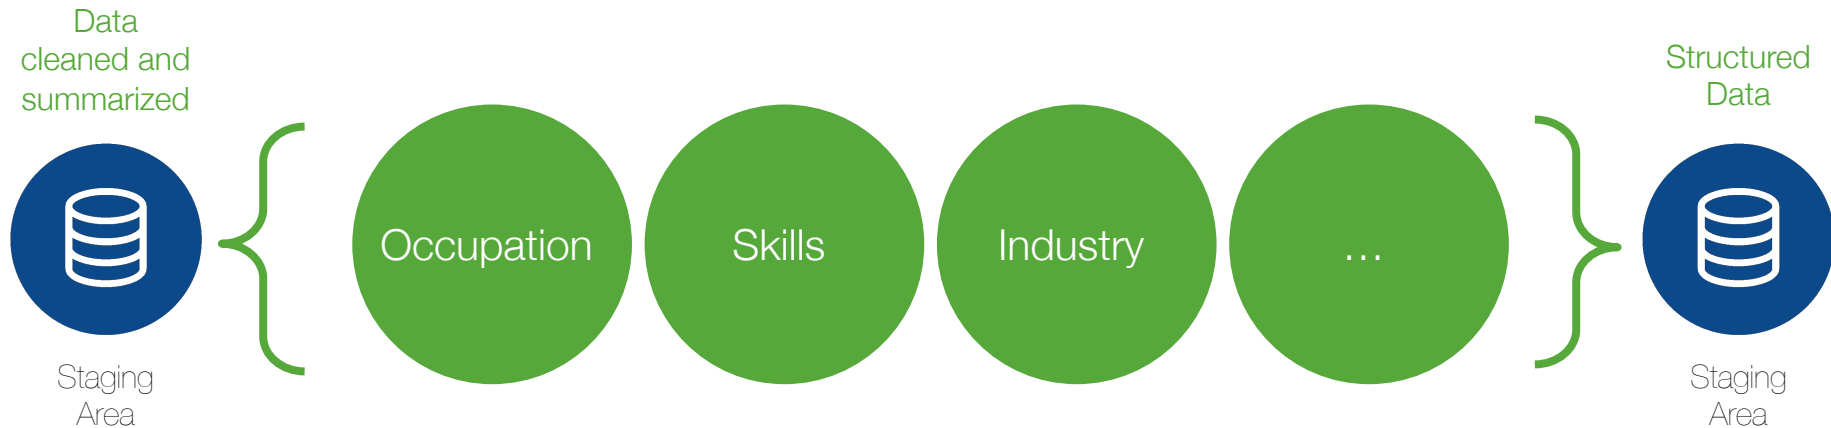 Data
cleaned and
summarized
Staging
Area
Occupation
Skills
Industry
...
Structured
Data
Staging
Area